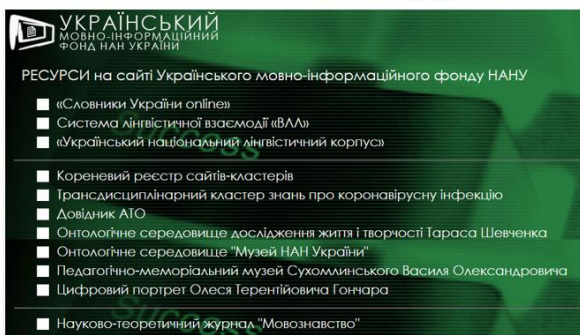 УКРАЇНСЬКИЙ
МОВНО-ІНФОРМАЦІЙНИЙ
ФОНД НАН УКРАЇНИ
РЕСУРСИ на сайті Українського мовно-інформаційного фонду НАНУ
«Словники України online»
Система лінгвістичної взаємодії «ВЛЛ»
«Український національний лінгвістичний корпус»
Success
Кореневий реєстр сайтів-кластерів
Трансдисциплінарний кластер знань про коронавірусну інфекцію
Довідник АТО
Онтологічне середовище дослідження життя і творчості Тараса Шевченка
Онтологічне середовище "Музей НАН України"
Педагогічно-меморіальний музей Сухомлинського Василя Олександровича
Цифровий портрет Олеся Терентійовича Гончара
Success
Науково-теоретичний журнал "Мовознавство"